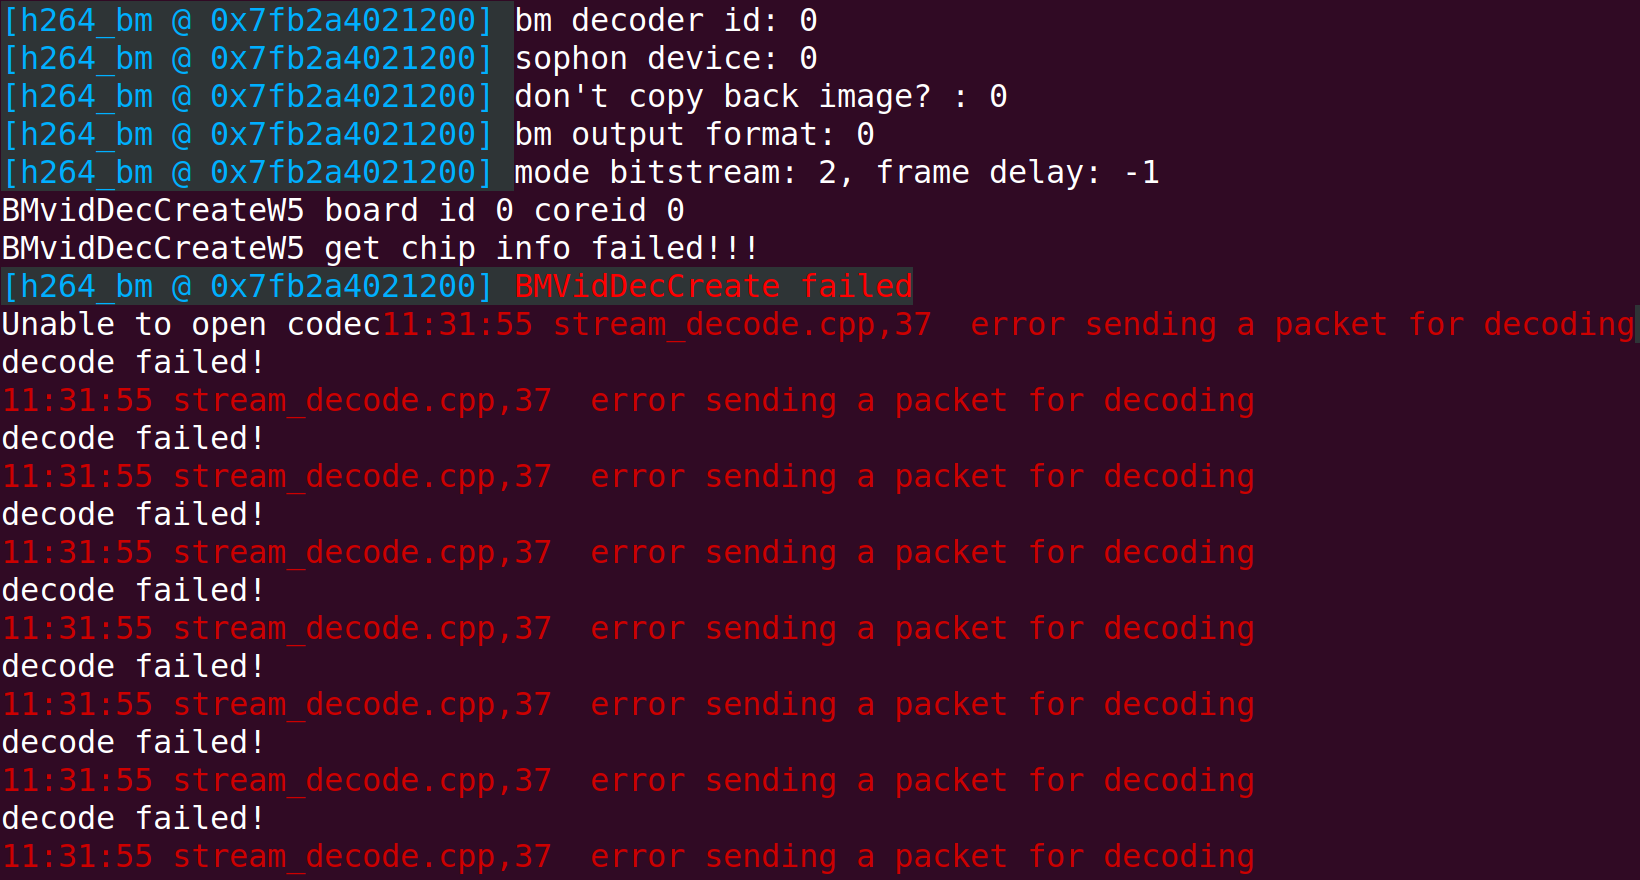 [h264_bm @ 0x7fb2a4021200] bm decoder id: 0
[h264_bm @ 0x7fb2a4021200] sophon device: 0
[h264_bm @ 0x7fb2a4021200] don't copy back image? : 0
[h264_bm @ 0x7fb2a4021200] bm output format: 0
[h264_bm @ 0x7fb2a4021200] mode bitstream: 2, frame delay: -1
BMvidDecCreateW5 board id 0 coreid 0
BMvidDecCreateW5 get chip info failed!!!
[h264_bm @ 0x7fb2a4021200] BMVidDecCreate failed
Unable to open codec11:31:55 stream_decode.cpp,37  error sending a packet for decoding
decode failed!
11:31:55 stream_decode.cpp,37  error sending a packet for decoding
decode failed!
11:31:55 stream_decode.cpp,37  error sending a packet for decoding
decode failed!
11:31:55 stream_decode.cpp,37  error sending a packet for decoding
decode failed!
11:31:55 stream_decode.cpp,37  error sending a packet for decoding
decode failed!
11:31:55 stream_decode.cpp,37  error sending a packet for decoding
decode failed!
11:31:55 stream_decode.cpp,37  error sending a packet for decoding
decode failed!
11:31:55 stream_decode.cpp,37  error sending a packet for decoding